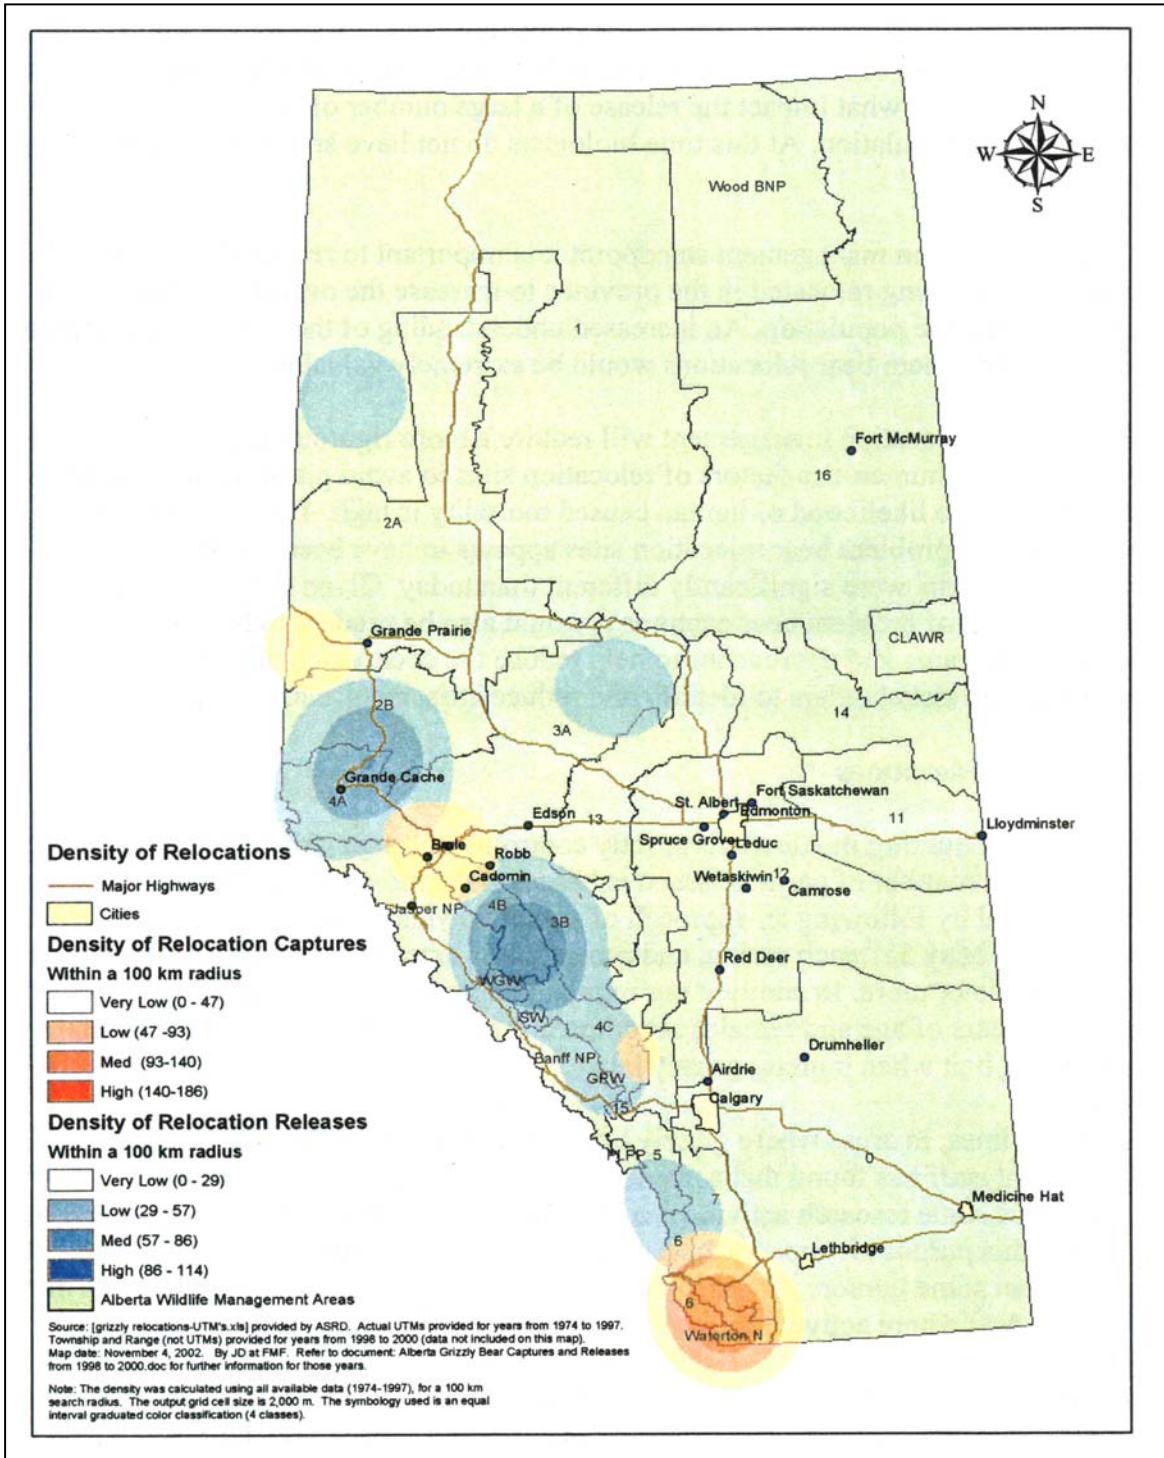 N
W E
S
Wood BNP
Fort McMurray
16
2A
CLAWR
Grande Prairie
2B
14
3A
Grande Cache
4A
Fort Saskatchewan
St. Albert
Edmonton
Edson
13
11
Lloydminster
Spruce Grove
Leduc
Robb
Wetaskiwin
12
Camrose
Cadomin
Jasper NP
4B
3B
Red Deer
WGW
SW
4C
Drumheller
Banff NP
GRW
Airdrie
15
Calgary
PLPP 5
0
7
Medicine Hat
6
Lethbridge
6
Waterton N
Density of Relocations
Major Highways
Cities
Density of Relocation Captures
Within a 100 km radius
Very Low (0 - 47)
Low (47 -93)
Med (93-140)
High (140-186)
Density of Relocation Releases
Within a 100 km radius
Very Low (0 - 29)
Low (29 - 57)
Med (57 - 86)
High (86 - 114)
Alberta Wildlife Management Areas
Source: [grizzly relocations-UTM's.xls] provided by ASRD. Actual UTMs provided for years from 1974 to 1997.
Township and Range (not UTMs) provided for years from 1998 to 2000 (data not included on this map).
Map date: November 4, 2002. By JD at FMF. Refer to document: Alberta Grizzly Bear Captures and Releases
from 1998 to 2000.doc for further information for those years.
Note: The density was calculated using all available data (1974-1997), for a 100 km
search radius. The output grid cell size is 2,000 m. The symbology used is an equal
interval graduated color classification (4 classes).